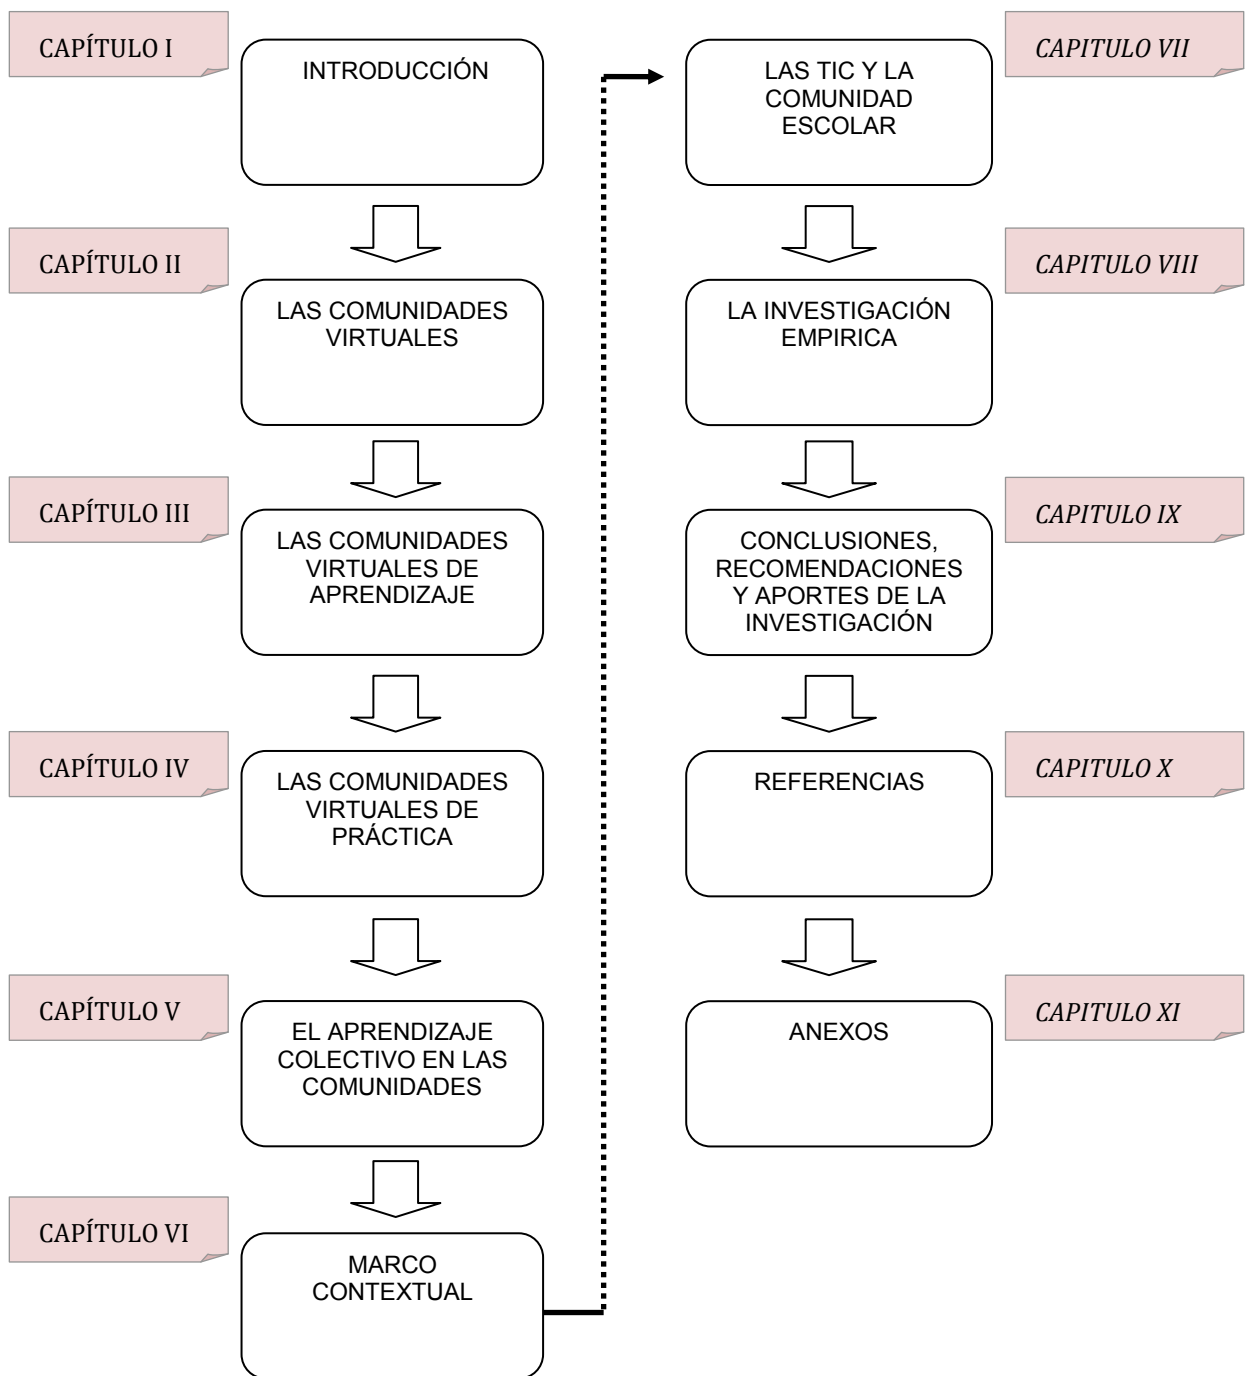 CAPÍTULO I
INTRODUCCIÓN
CAPÍTULO II
LAS COMUNIDADES
VIRTUALES
CAPÍTULO III
LAS COMUNIDADES
VIRTUALES DE
APRENDIZAJE
CAPÍTULO IV
LAS COMUNIDADES
VIRTUALES DE
PRÁCTICA
CAPÍTULO V
EL APRENDIZAJE
COLECTIVO EN LAS
COMUNIDADES
CAPÍTULO VI
MARCO
CONTEXTUAL
CAPITULO VII
LAS TIC Y LA
COMUNIDAD
ESCOLAR
CAPITULO VIII
LA INVESTIGACIÓN
EMPIRICA
CAPITULO IX
CONCLUSIONES,
RECOMENDACIONES
Y APORTES DE LA
INVESTIGACIÓN
CAPITULO X
REFERENCIAS
CAPITULO XI
ANEXOS